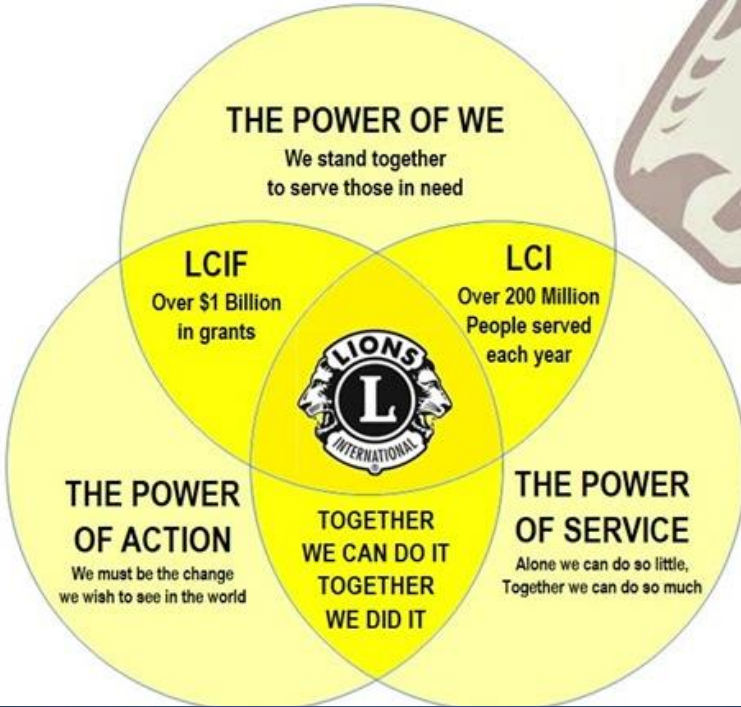 THE POWER OF WE
We stand together
to serve those in need
LCIF
Over $1 Billion
in grants
LCI
Over 200 Million
People served
each year
LIONS
L
INTERNATIONAL
®
THE POWER
OF ACTION
We must be the change
we wish to see in the world
TOGETHER
WE CAN DO IT
TOGETHER
WE DID IT
THE POWER
OF SERVICE
Alone we can do so little,
Together we can do so much